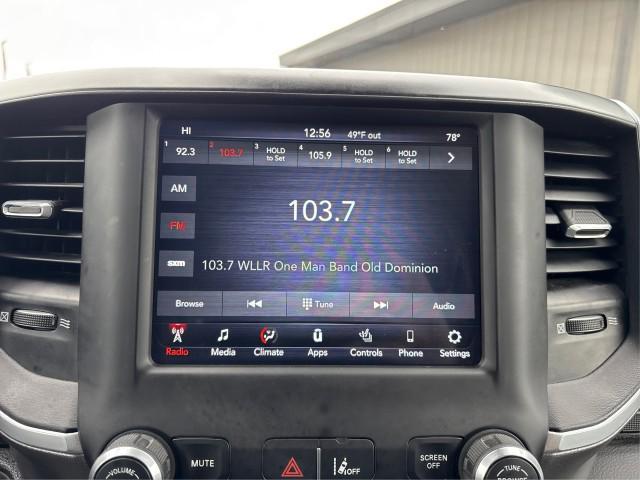 HI 12:56 49°F out 78°
1 92.3 2 103.7 3 HOLD to Set 4 105.9 5 HOLD to Set 6 HOLD to Set
AM
103.7
FM
sxm 103.7 WLLR One Man Band Old Dominion
Browse Tune Audio
Radio Media Climate Apps Controls Phone Settings
VOLUME MUTE OFF SCREEN OFF TUNE
BROWSE